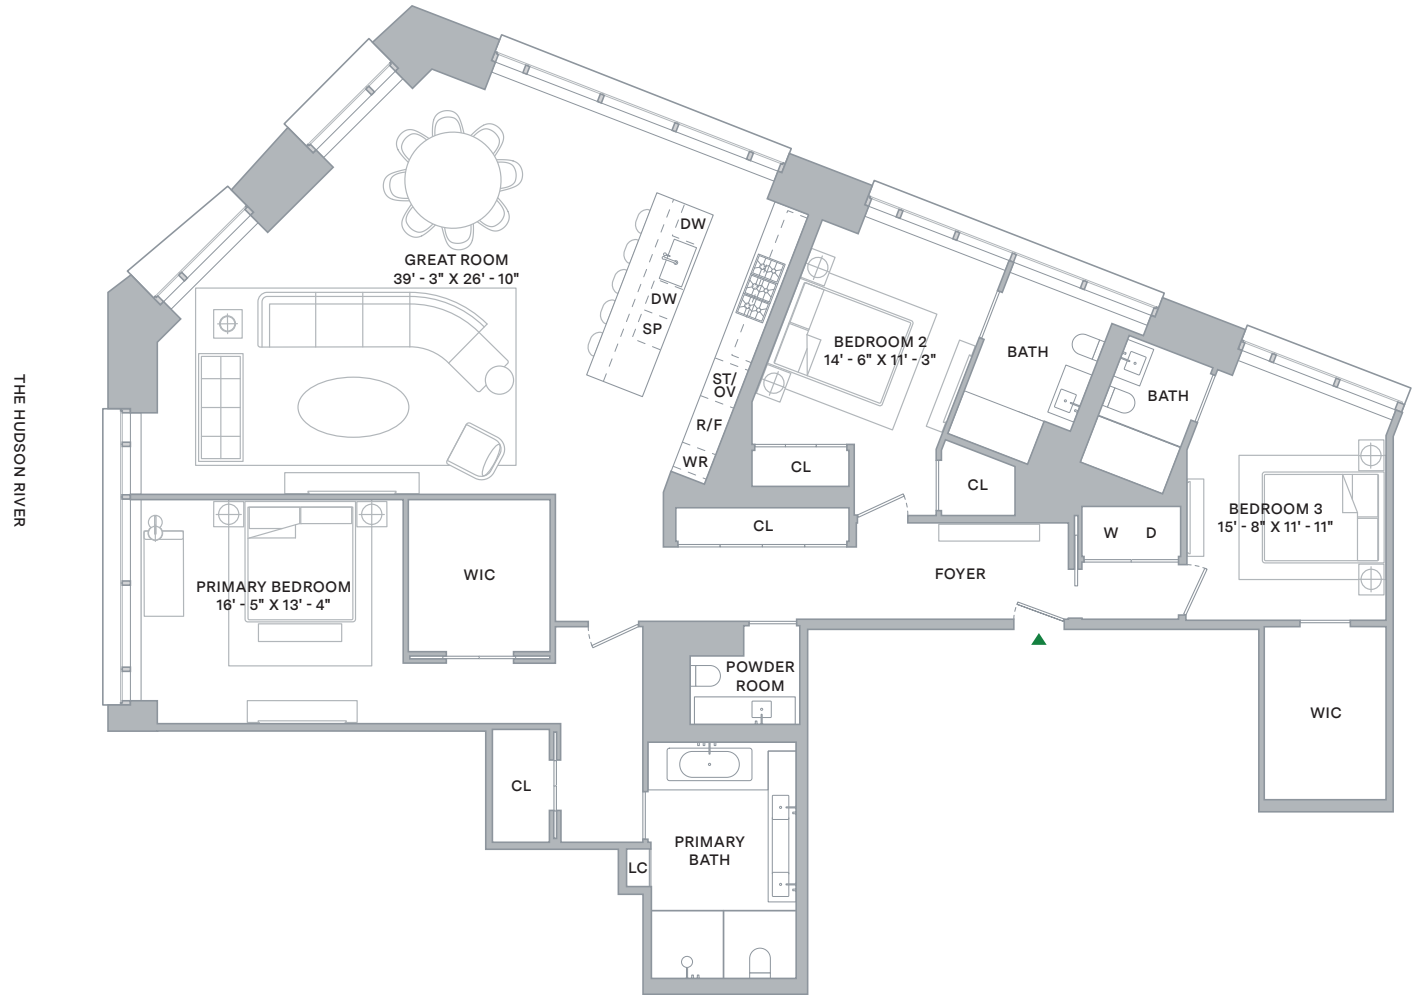 THE HUDSON RIVER
GREAT ROOM
39' - 3" X 26' - 10"
DW
DW
SP
ST/
OV
R/F
WR
BEDROOM 2
14' - 6" X 11' - 3"
BATH
BATH
CL
CL
CL
W D
BEDROOM 3
15' - 8" X 11' - 11"
FOYER
PRIMARY BEDROOM
16' - 5" X 13' - 4"
WIC
POWDER
ROOM
WIC
CL
PRIMARY
BATH
LC